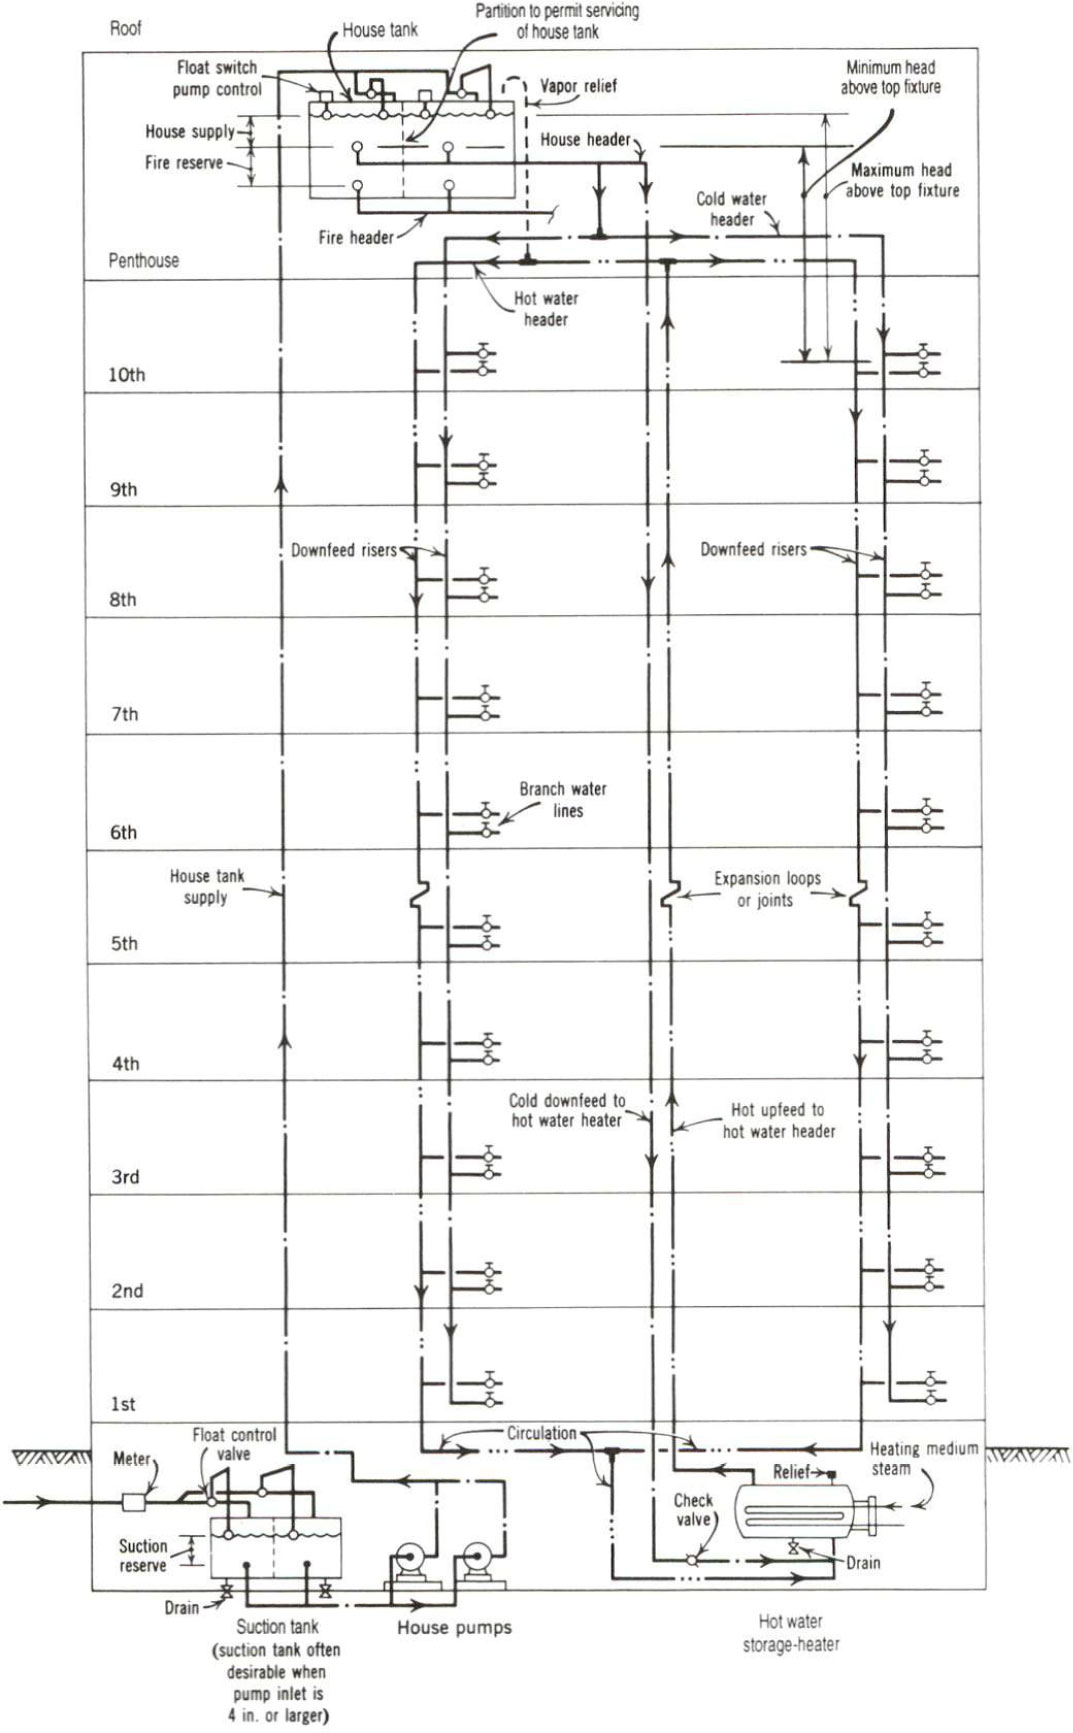 Roof
House tank
Partition to permit servicing
of house tank
Float switch
pump control
Vapor relief
Minimum head
above top fixture
House supply
House header
Fire reserve
Maximum head
above top fixture
Cold water
header
Fire header
Penthouse
Hot water
header
10th
9th
Downfeed risers
Downfeed risers
8th
7th
Branch water
lines
6th
House tank
supply
Expansion loops
or joints
5th
4th
Cold downfeed to
hot water heater
Hot upfeed to
hot water header
3rd
2nd
1st
Circulation
Float control
valve
Meter
Heating medium
steam
Relief
Check
valve
Suction
reserve
Drain
Drain
Suction tank
(suction tank often
desirable when
pump inlet is
4 in. or larger)
House pumps
Hot water
storage-heater